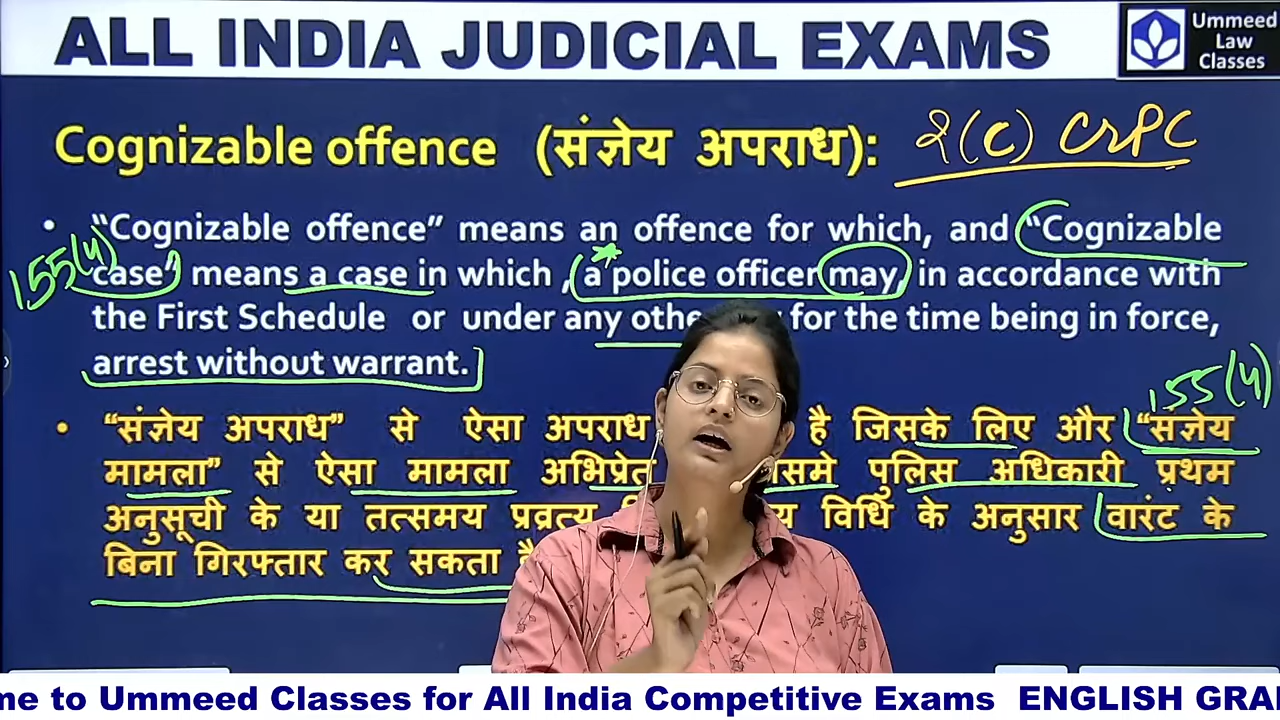 ALL INDIA JUDICIAL EXAMS
Ummeed
Law
Classes
Cognizable offence (संज्ञेय अपराध): 2(c) CrPC
• “Cognizable offence” means an offence for which, and “Cognizable
155(4)
case” means a case in which , a police officer may, in accordance with
the First Schedule or under any othe for the time being in force,
arrest without warrant.
155(4)
• “संज्ञेय अपराध” से ऐसा अपराध है जिसके लिए और “संज्ञेय
मामला” से ऐसा मामला अभिप्रेत समे पुलिस अधिकारी प्रथम
अनुसूची के या तत्समय प्रव्रत्य विधि के अनुसार वारंट के
बिना गिरफ्तार कर सकता
me to Ummeed Classes for All India Competitive Exams ENGLISH GRA